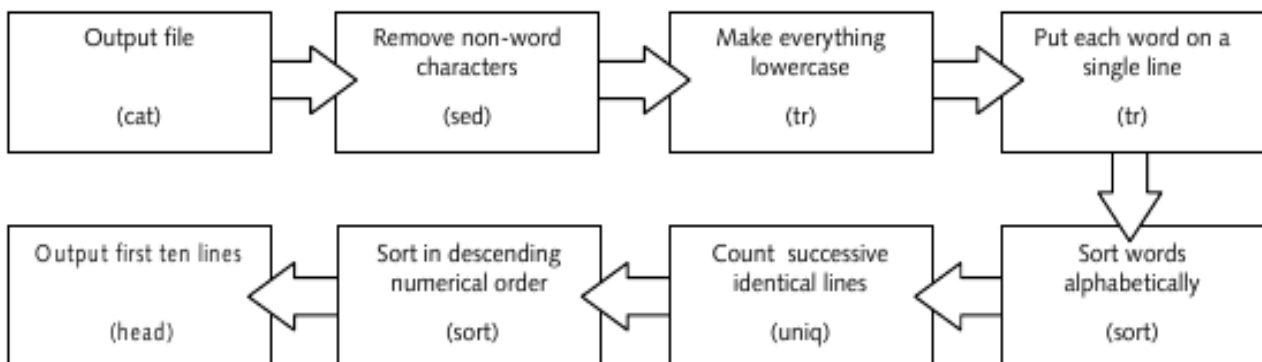 Output file
(cat)
Remove non-word
characters
(sed)
Make everything
lowercase
(tr)
Put each word on a
single line
(tr)
Sort words
alphabetically
(sort)
Count successive
identical lines
(uniq)
Sort in descending
numerical order
(sort)
Output first ten lines
(head)